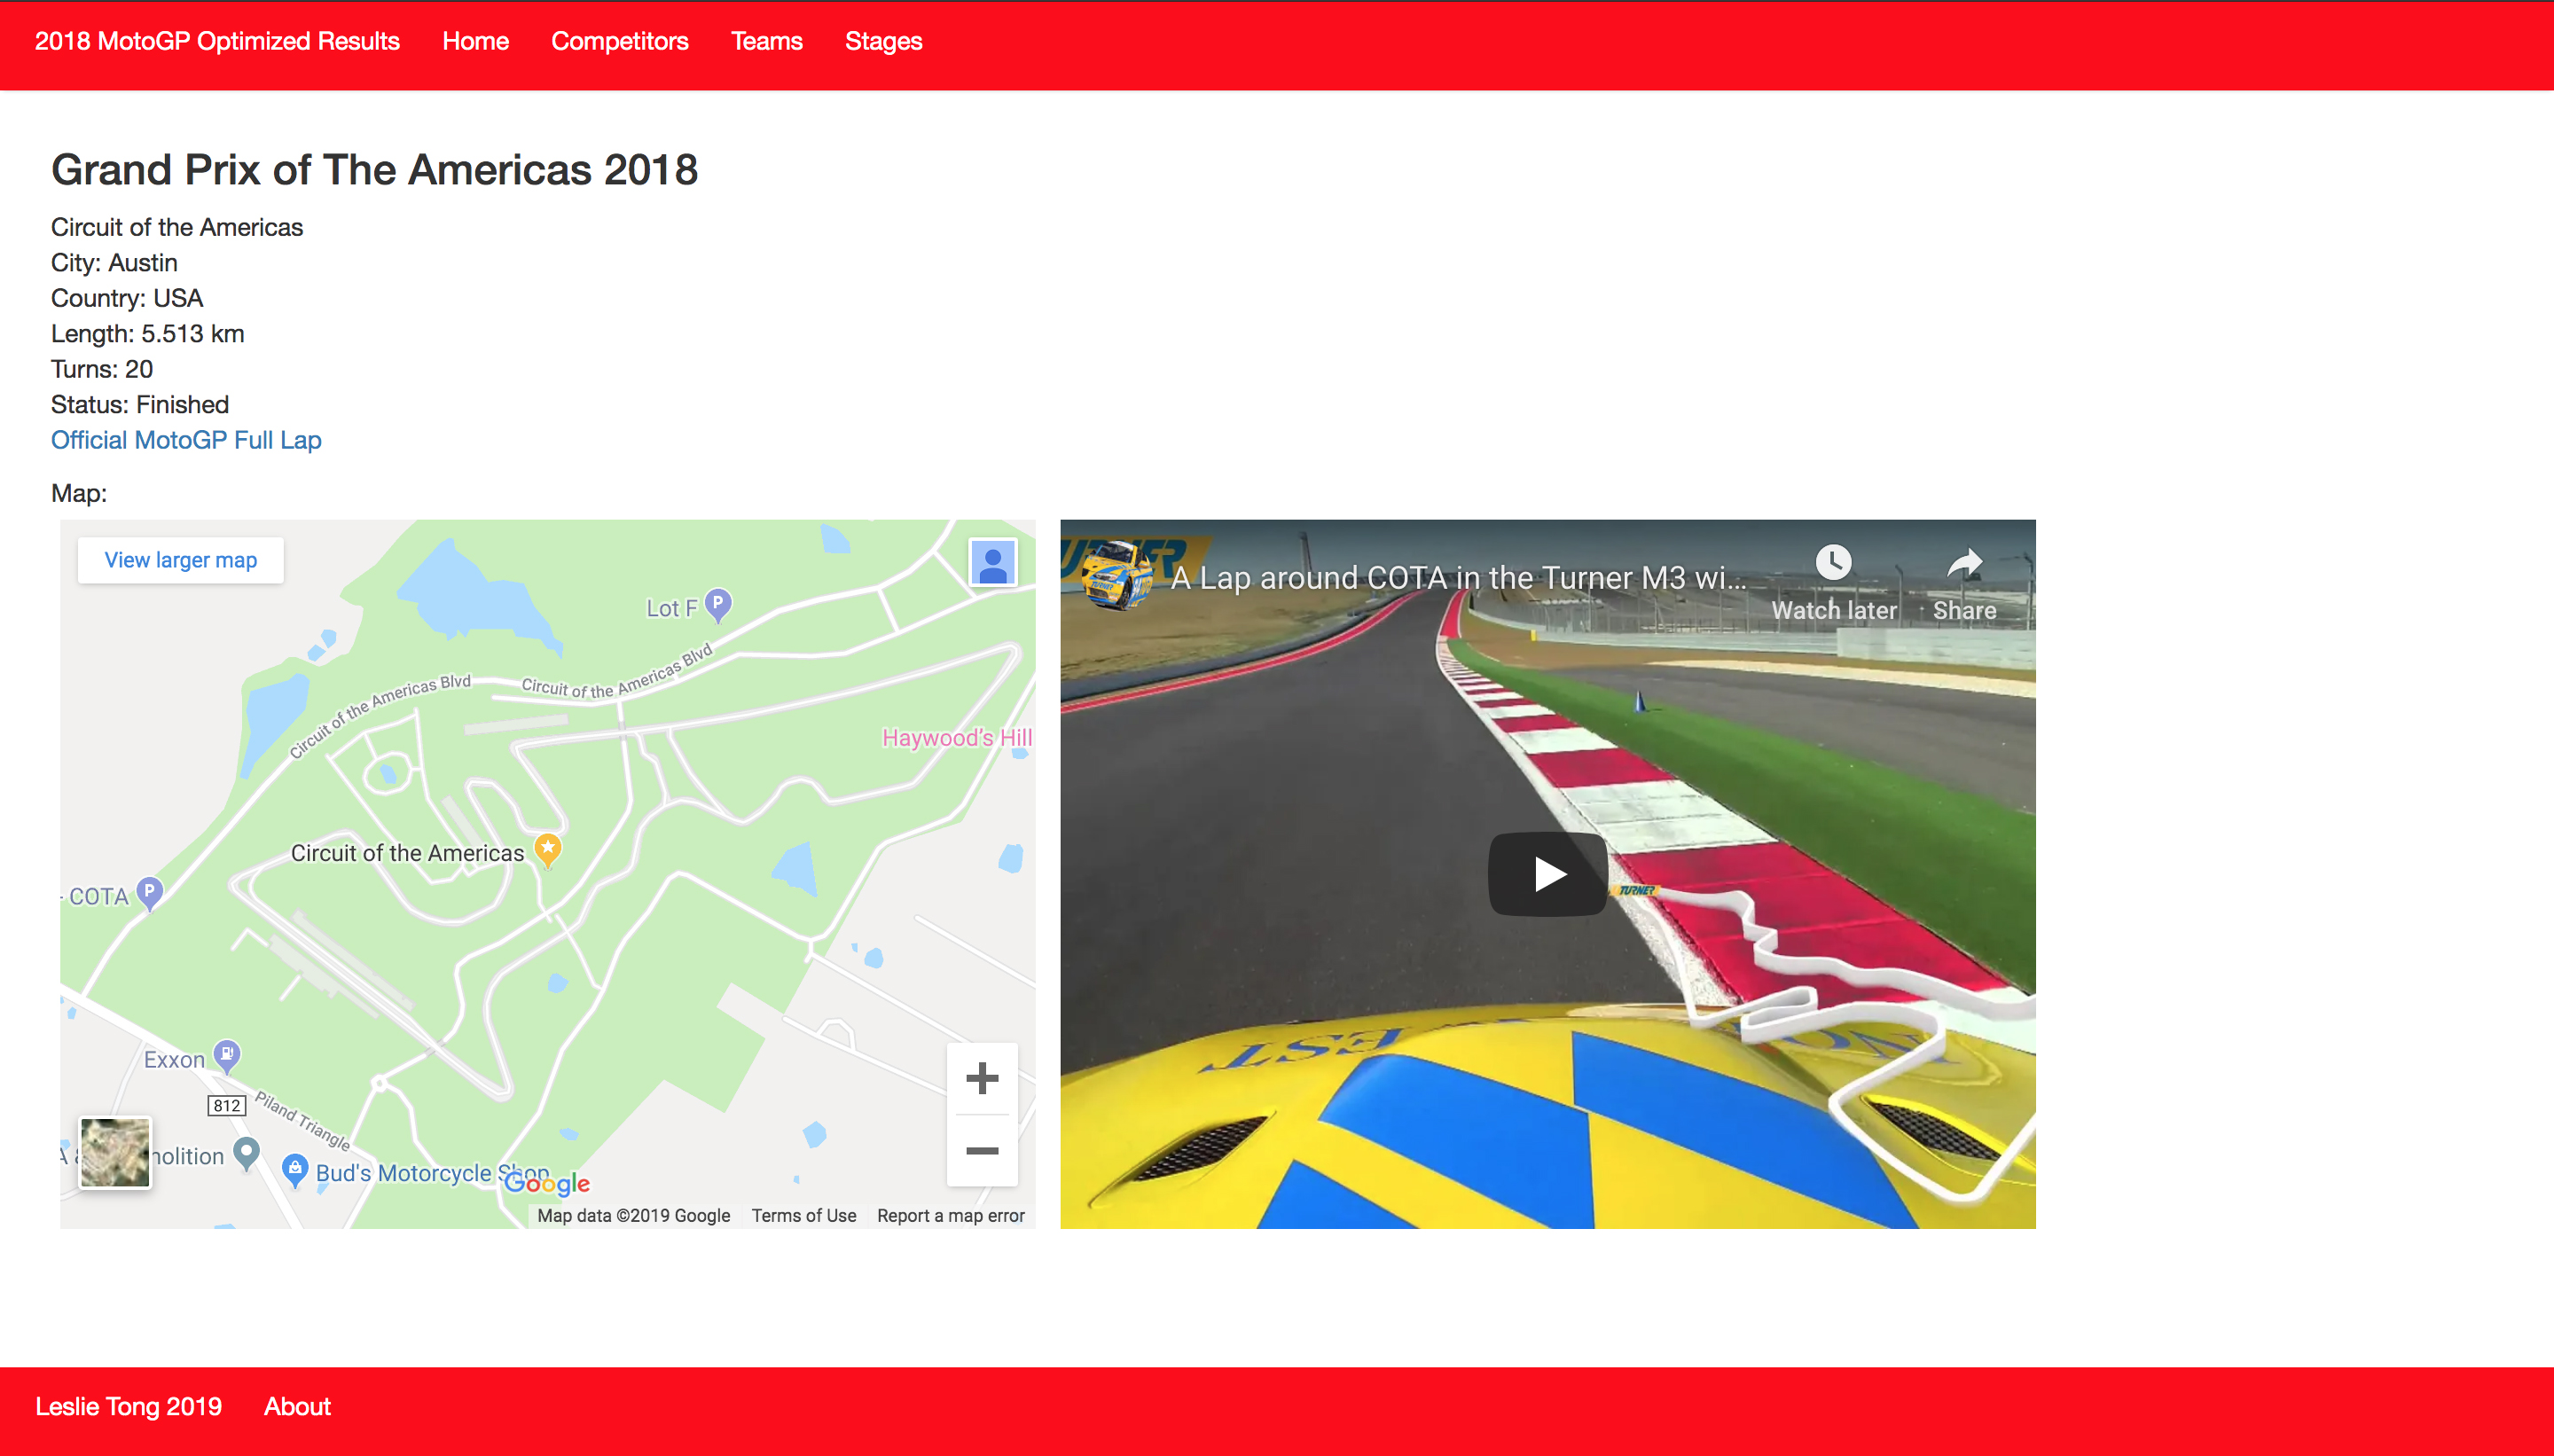 2018 MotoGP Optimized Results Home Competitors Teams Stages
Grand Prix of The Americas 2018
Circuit of the Americas
City: Austin
Country: USA
Length: 5.513 km
Turns: 20
Status: Finished
Official MotoGP Full Lap
Map:
View larger map
Lot F
P
Circuit of the Americas Blvd
Circuit of the Americas Blvd
Haywood's Hill
Circuit of the Americas
- COTA
P
Exxon
812
Piland Triangle
nolition
Bud's Motorcycle Shop
Google
Map data ©2019 Google Terms of Use Report a map error
TURNER
A Lap around COTA in the Turner M3 wi...
Watch later
Share
TURNER
EST
Leslie Tong 2019 About